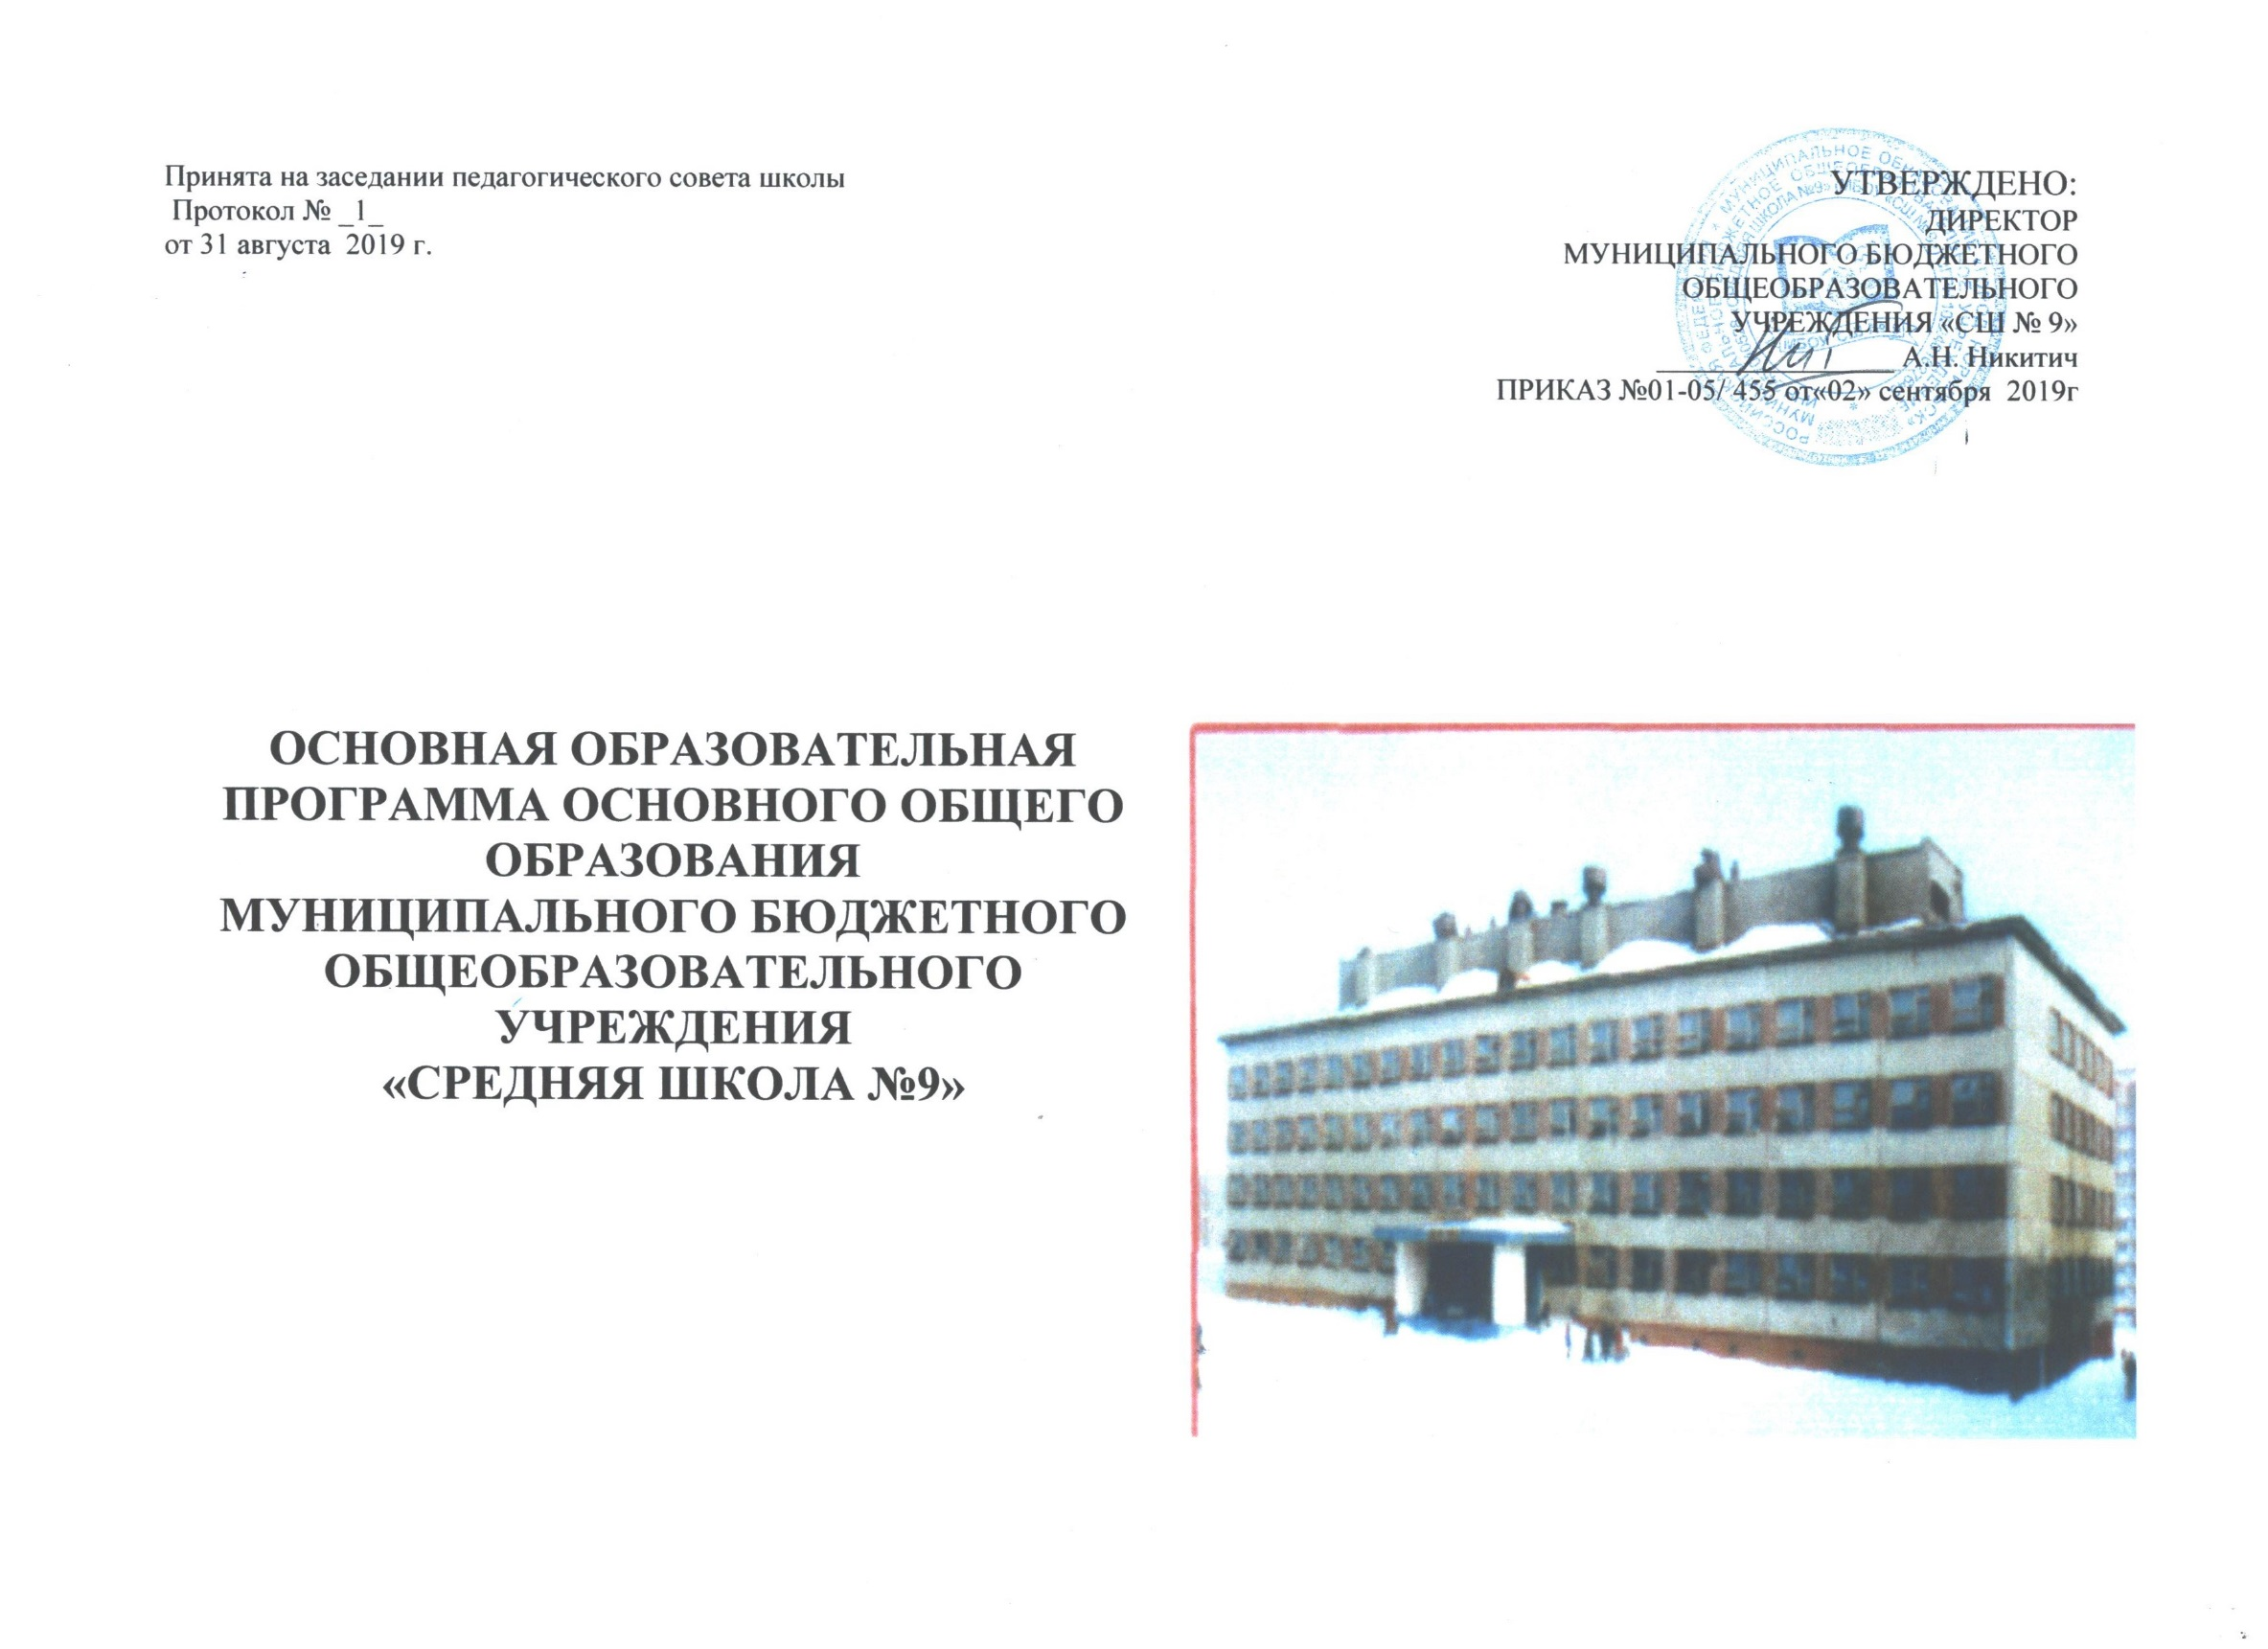 Принята на заседании педагогического совета школы
Протокол № _1_
от 31 августа 2019 г.
УТВЕРЖДЕНО:
ДИРЕКТОР
МУНИЦИПАЛЬНОГО БЮДЖЕТНОГО
ОБЩЕОБРАЗОВАТЕЛЬНОГО
УЧРЕЖДЕНИЯ «СШ № 9»
А.Н. Никитич
ПРИКАЗ №01-05/ 455 от«02» сентября 2019г
ОСНОВНАЯ ОБРАЗОВАТЕЛЬНАЯ
ПРОГРАММА ОСНОВНОГО ОБЩЕГО
ОБРАЗОВАНИЯ
МУНИЦИПАЛЬНОГО БЮДЖЕТНОГО
ОБЩЕОБРАЗОВАТЕЛЬНОГО
УЧРЕЖДЕНИЯ
«СРЕДНЯЯ ШКОЛА №9»